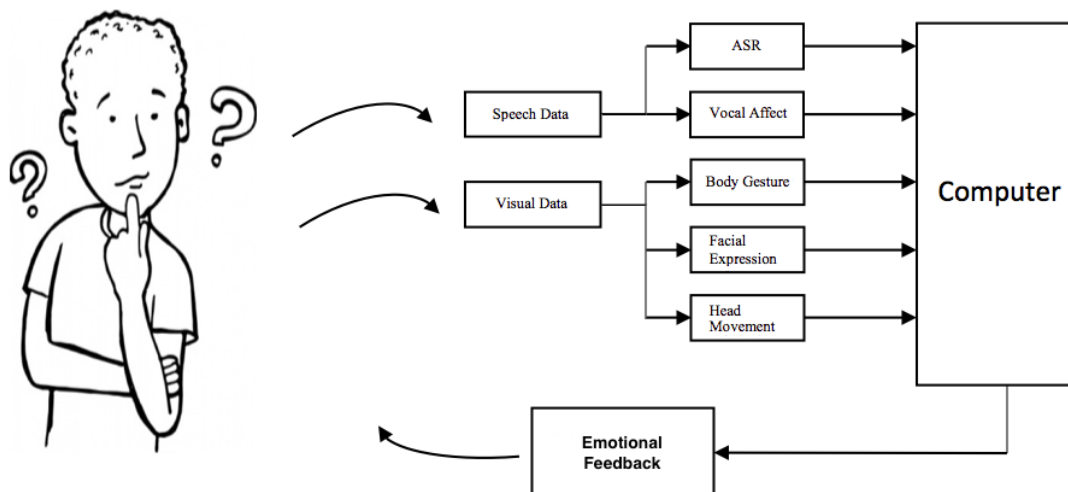 ?
?
Speech Data
Visual Data
ASR
Vocal Affect
Body Gesture
Facial
Expression
Head
Movement
Computer
Emotional
Feedback